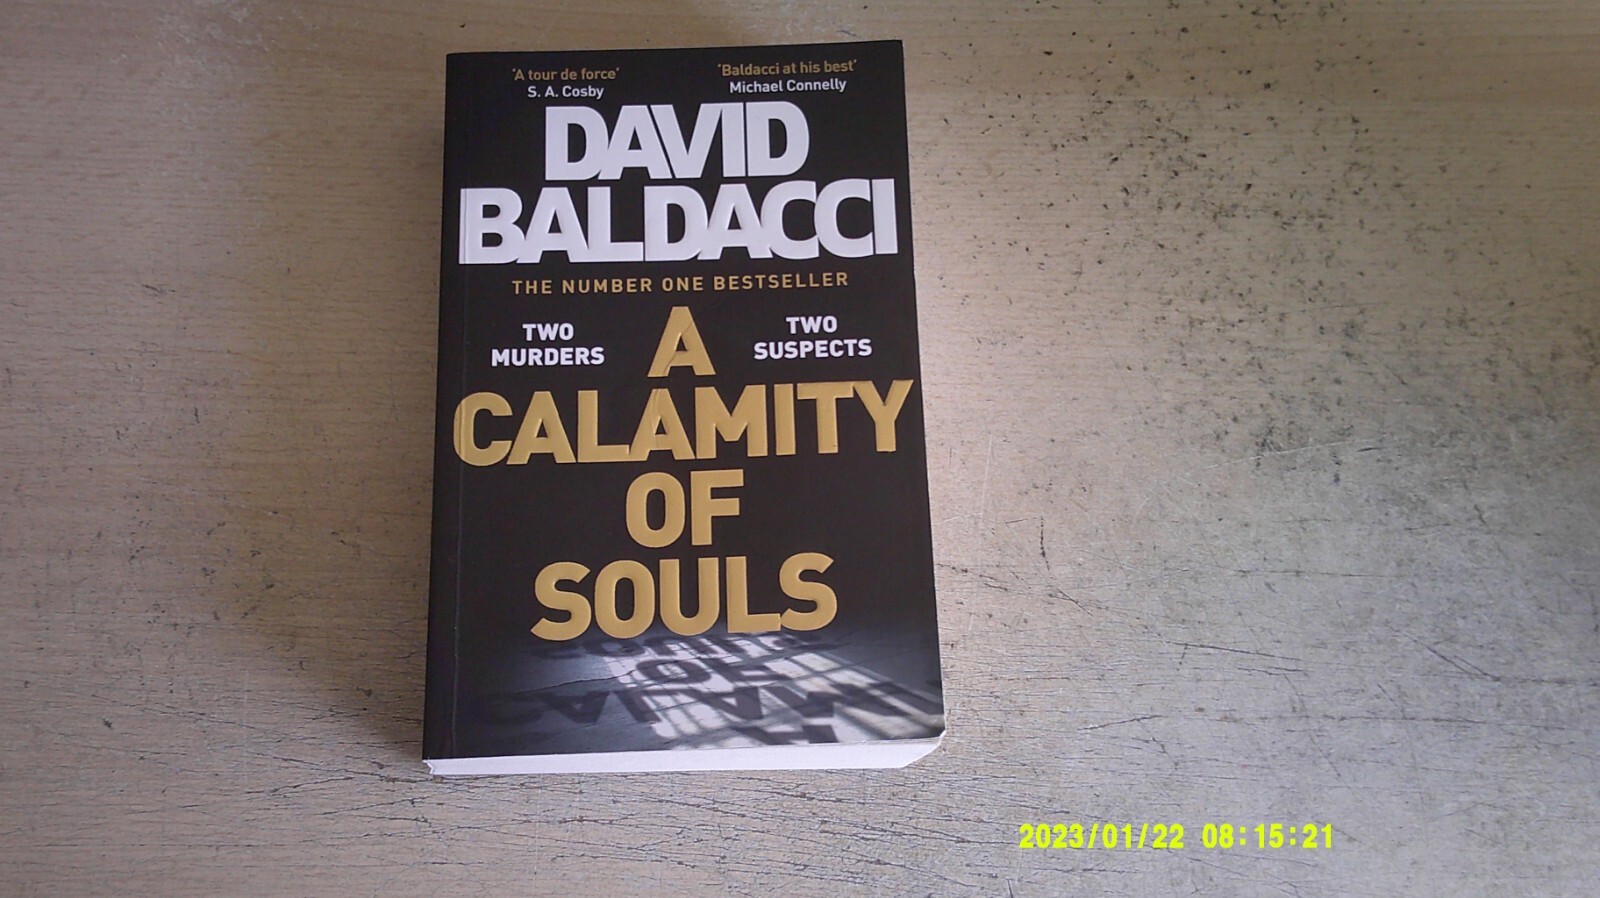 'A tour de force'
S. A. Cosby
'Baldacci at his best'
Michael Connelly
DAVID
BALDACCI
THE NUMBER ONE BESTSELLER
TWO
MURDERS
TWO
SUSPECTS
A
CALAMITY
OF
SOULS
2023/01/22 08:15:21